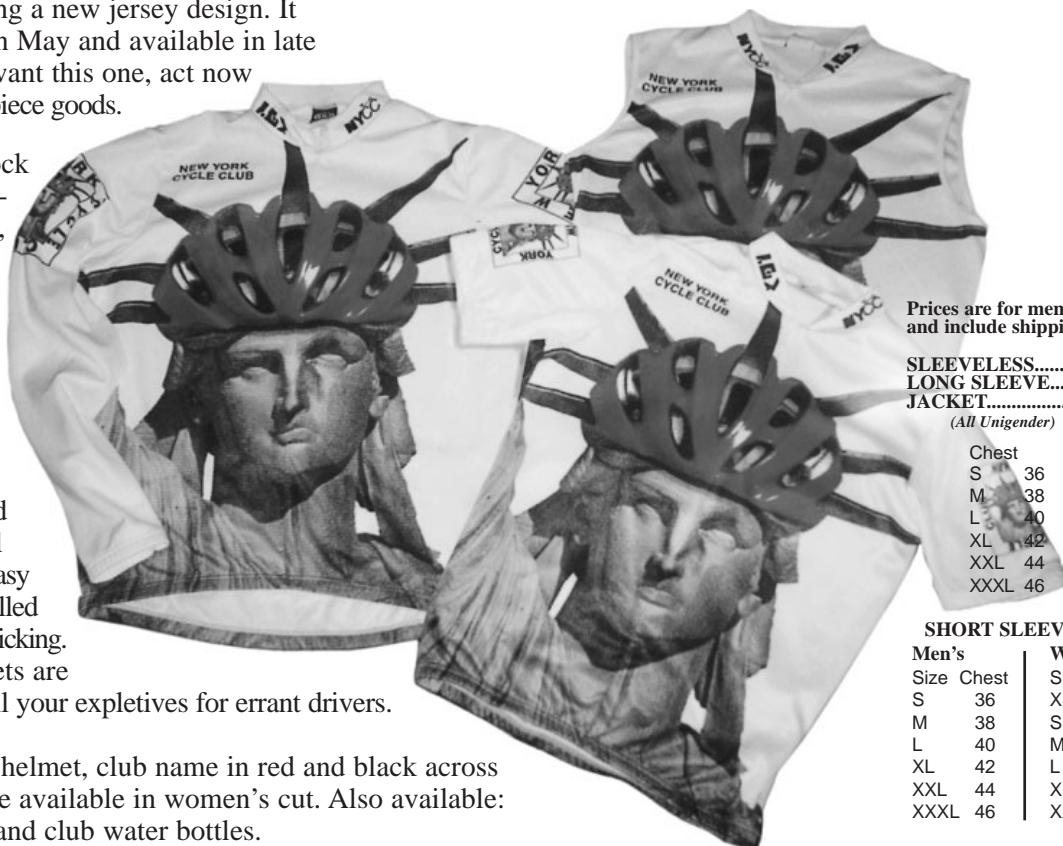 ng a new jersey design. It
n May and available in late
want this one, act now
piece goods.
ock
-
,
d
l
asy
lled
icking.
ets are
ll your expletives for errant drivers.
helmet, club name in red and black across
e available in women's cut. Also available:
and club water bottles.
NEW YORK
CYCLE CLUB
NYCC
NEW YORK
CYCLE CLUB
NYCC
YORK
NEW YORK
CYCLE CLUB
NYCC
Prices are for men
and include shippi
SLEEVELESS.......
LONG SLEEVE...
JACKET.................
(All Unigender)
Chest
S 36
M 38
L 40
XL 42
XXL 44
XXXL 46
SHORT SLEEV
Men's W
Size Chest S
S 36 X
M 38 S
L 40 M
XL 42 L
XXL 44 X
XXXL 46 X